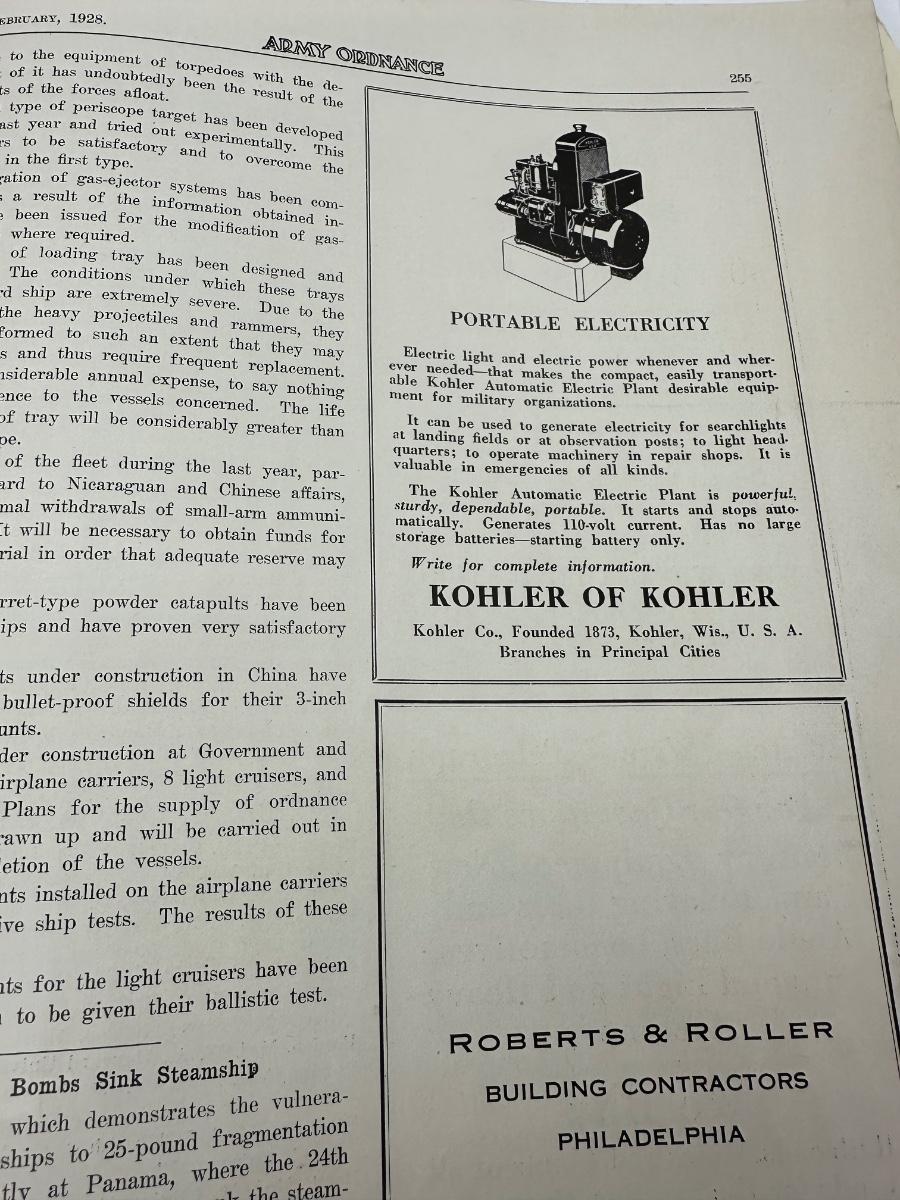 EBRUARY, 1928.
ARMY ORDNANCE
255
to the equipment of torpedoes with the de-
of it has undoubtedly been the result of the
ts of the forces afloat.
type of periscope target has been developed
ast year and tried out experimentally. This
rs to be satisfactory and to overcome the
in the first type.
gation of gas-ejector systems has been com-
s a result of the information obtained in-
e been issued for the modification of gas-
where required.
of loading tray has been designed and
The conditions under which these trays
rd ship are extremely severe. Due to the
the heavy projectiles and rammers, they
formed to such an extent that they may
s and thus require frequent replacement.
nsiderable annual expense, to say nothing
ence to the vessels concerned. The life
of tray will be considerably greater than
pe.
of the fleet during the last year, par-
ard to Nicaraguan and Chinese affairs,
mal withdrawals of small-arm ammuni-
It will be necessary to obtain funds for
rial in order that adequate reserve may
rret-type powder catapults have been
ips and have proven very satisfactory
ts under construction in China have
bullet-proof shields for their 3-inch
unts.
der construction at Government and
irplane carriers, 8 light cruisers, and
Plans for the supply of ordnance
rawn up and will be carried out in
letion of the vessels.
nts installed on the airplane carriers
ive ship tests. The results of these
nts for the light cruisers have been
to be given their ballistic test.
Bombs Sink Steamship
which demonstrates the vulnera-
ships to 25-pound fragmentation
tly at Panama, where the 24th
the steam-
PORTABLE ELECTRICITY
Electric light and electric power whenever and wher-
ever needed—that makes the compact, easily transport-
able Kohler Automatic Electric Plant desirable equip-
ment for military organizations.
It can be used to generate electricity for searchlights
at landing fields or at observation posts; to light head-
quarters; to operate machinery in repair shops. It is
valuable in emergencies of all kinds.
The Kohler Automatic Electric Plant is powerful,
sturdy, dependable, portable. It starts and stops auto-
matically. Generates 110-volt current. Has no large
storage batteries—starting battery only.
Write for complete information.
KOHLER OF KOHLER
Kohler Co., Founded 1873, Kohler, Wis., U. S. A.
Branches in Principal Cities
ROBERTS & ROLLER
BUILDING CONTRACTORS
PHILADELPHIA